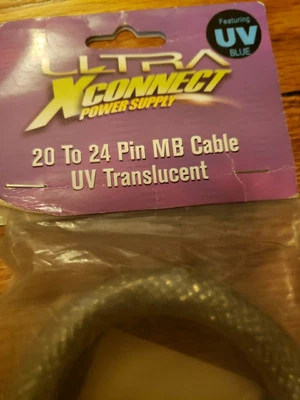 Featuring
UV
BLUE
ULTRA
XCONNECT
POWER SUPPLY
20 To 24 Pin MB Cable
UV Translucent